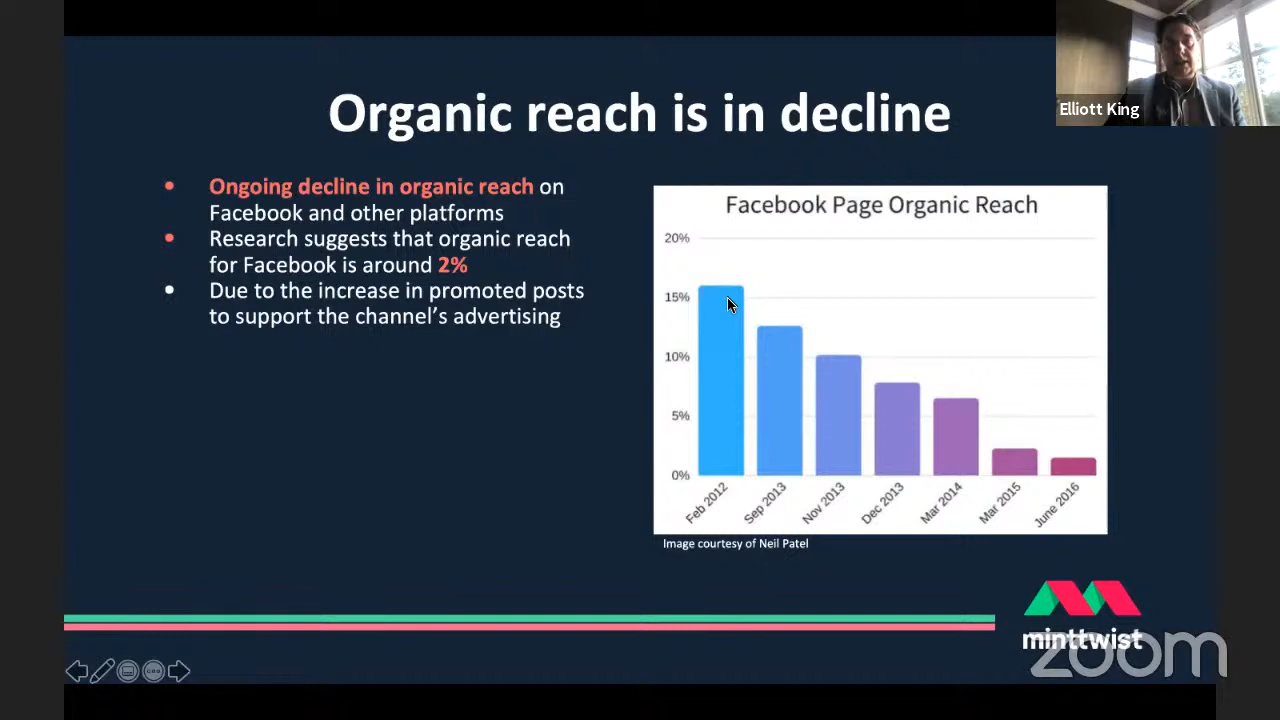 Organic reach is in decline
Elliott King
Ongoing decline in organic reach on
Facebook and other platforms
Research suggests that organic reach
for Facebook is around 2%
Due to the increase in promoted posts
to support the channel’s advertising
Facebook Page Organic Reach
20%
15%
10%
5%
0%
Feb 2012
Sep 2013
Nov 2013
Dec 2013
Mar 2014
Mar 2015
June 2016
Image courtesy of Neil Patel
minttwist
zoom